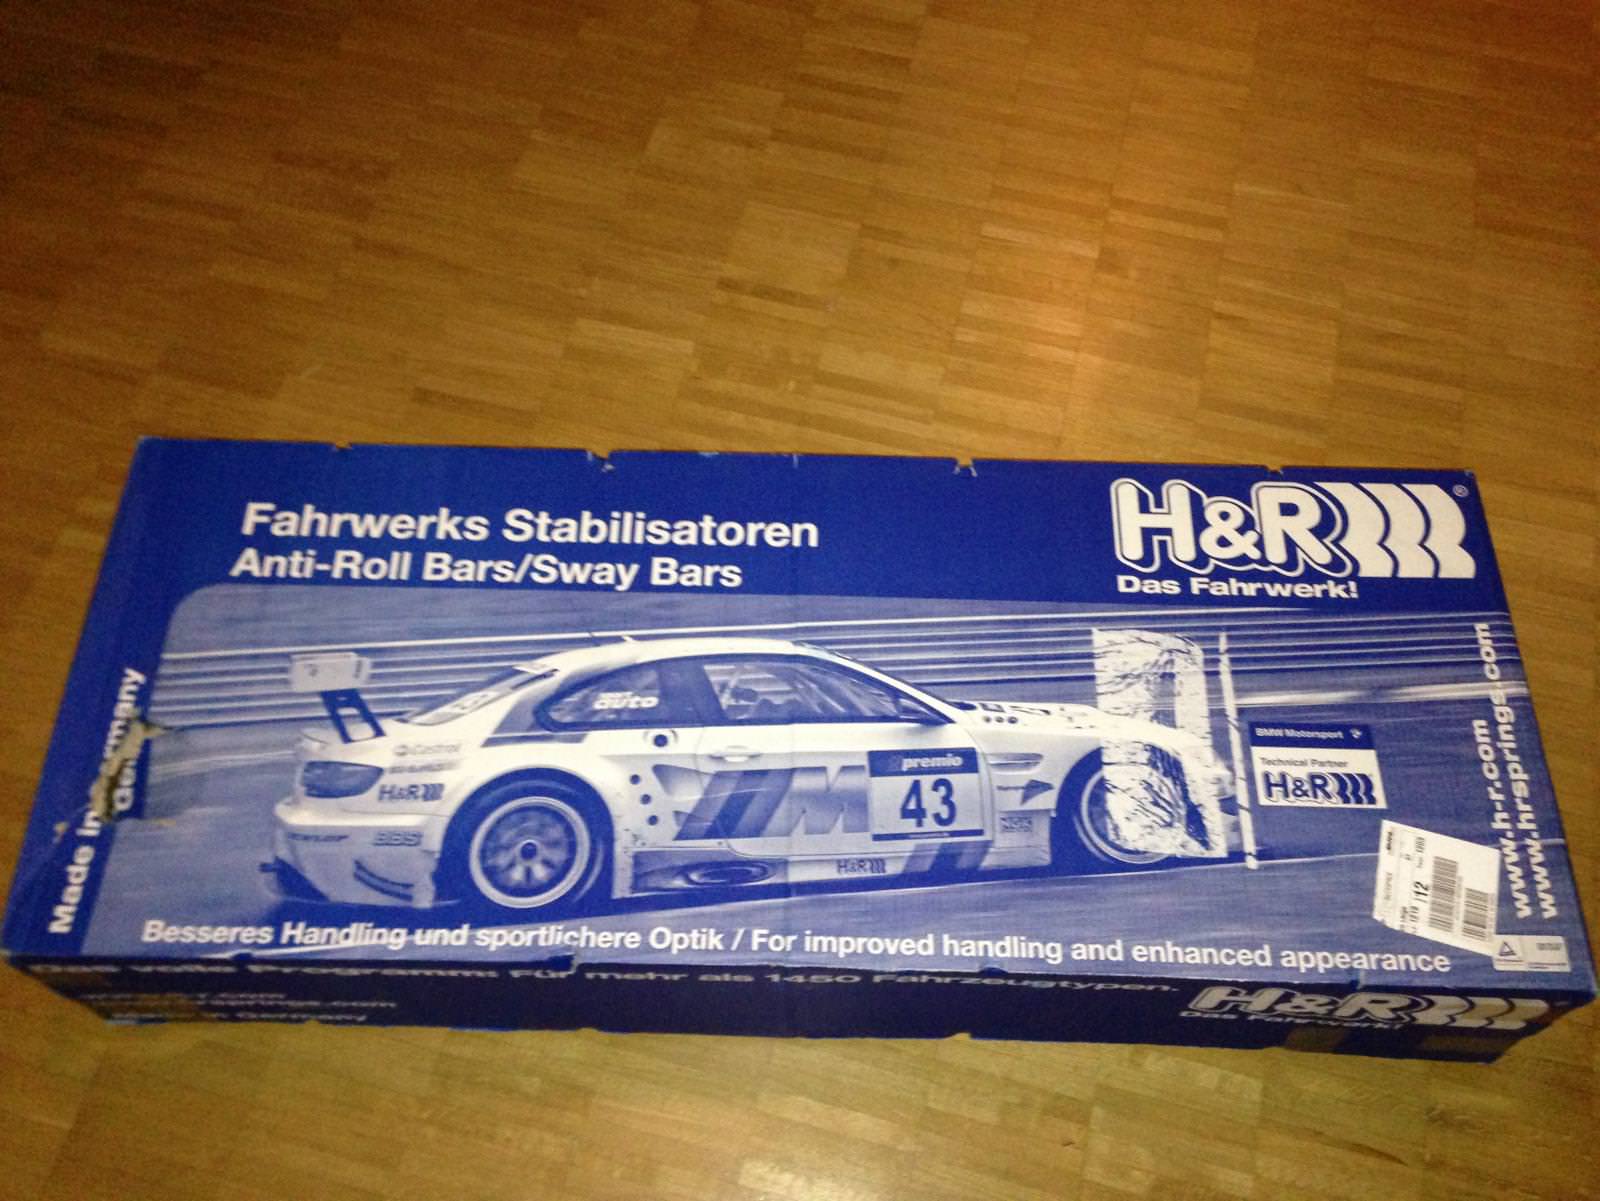 Fahrwerks Stabilisatoren
Anti-Roll Bars/Sway Bars
H&R ®
Das Fahrwerk!
Made in Germany
auto
Castrol
H&R
DUNLOP
BBS
M
premio
43
H&R
BMW Motorsport
Technical Partner
H&R
www.h-r.com
www.hrsprings.com
12
Besseres Handling und sportlichere Optik / For improved handling and enhanced appearance
Das volle Programm: Für mehr als 1450 Fahrzeugtypen.
H&R
Das Fahrwerk!